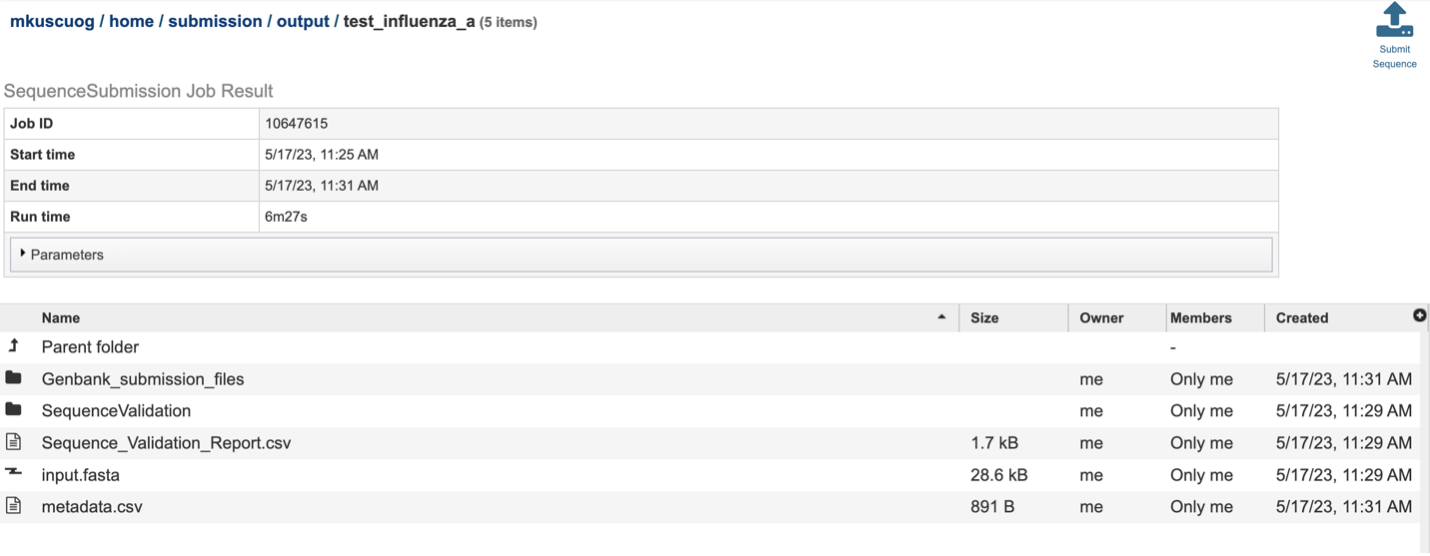 mkuscuog / home / submission / output / test_influenza_a (5 items)
Submit
Sequence
SequenceSubmission Job Result
Job ID 10647615
Start time 5/17/23, 11:25 AM
End time 5/17/23, 11:31 AM
Run time 6m27s
Parameters
Name Size Owner Members Created
Parent folder -
Genbank_submission_files me Only me 5/17/23, 11:31 AM
SequenceValidation me Only me 5/17/23, 11:29 AM
Sequence_Validation_Report.csv 1.7 kB me Only me 5/17/23, 11:29 AM
input.fasta 28.6 kB me Only me 5/17/23, 11:29 AM
metadata.csv 891 B me Only me 5/17/23, 11:31 AM